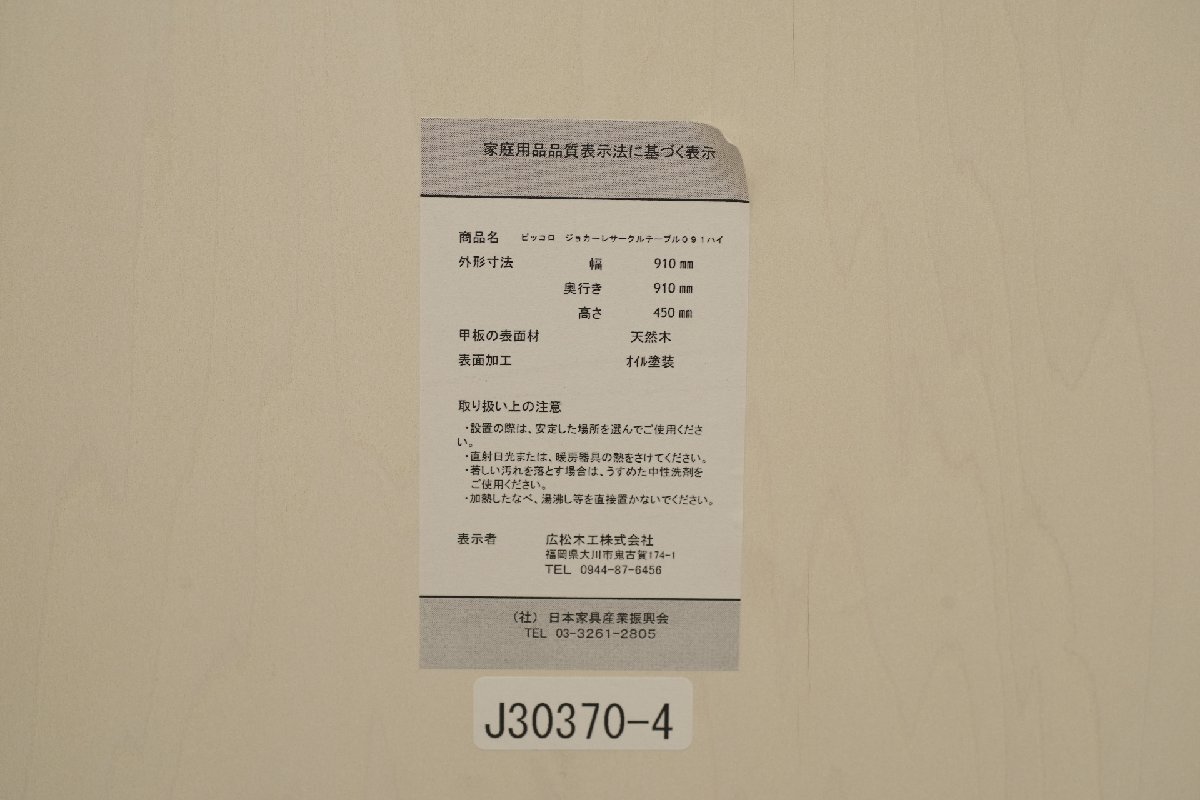 家庭用品品質表示法に基づく表示
商品名 ピッコロ ジョカーレサークルテーブル091ハイ
外形寸法 幅 910 mm
奥行き 910 mm
高さ 450 mm
甲板の表面材 天然木
表面加工 オイル塗装
取り扱い上の注意
・設置の際は、安定した場所を選んでご使用くださ
い。
・直射日光または、暖房器具の熱をさけてください。
・著しい汚れを落とす場合は、うすめた中性洗剤を
ご使用ください。
・加熱したなべ、湯沸し等を直接置かないでください。
表示者 広松木工株式会社
福岡県大川市鬼古賀174-1
TEL 0944-87-6456
（社） 日本家具産業振興会
TEL 03-3261-2805
J30370-4